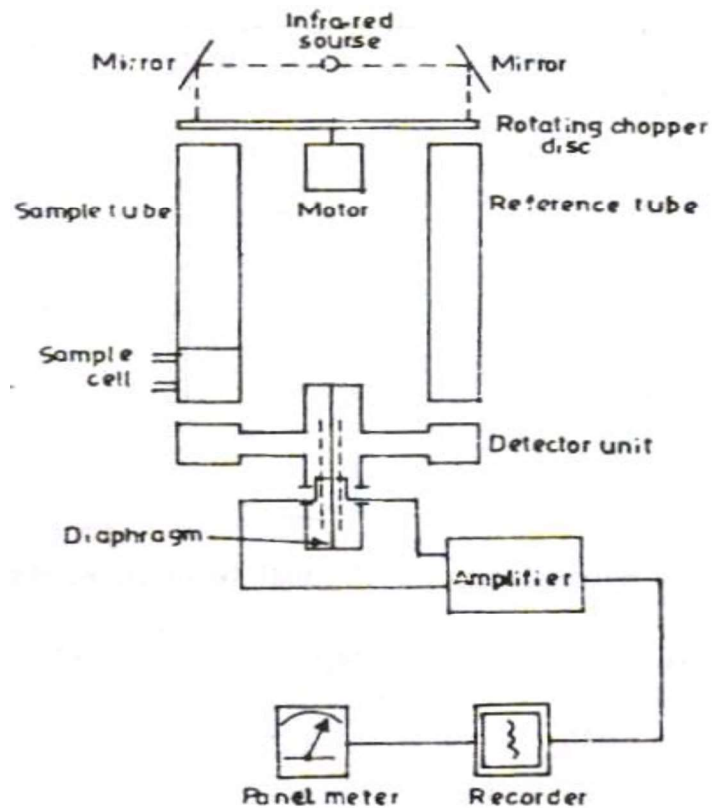 Infra-red
sourse
Mirror
Mirror
Rotating chopper
disc
Sample tube
Motor
Reference tube
Sample
cell
Detector unit
Diaphragm
Amplifier
Panel meter
Recorder